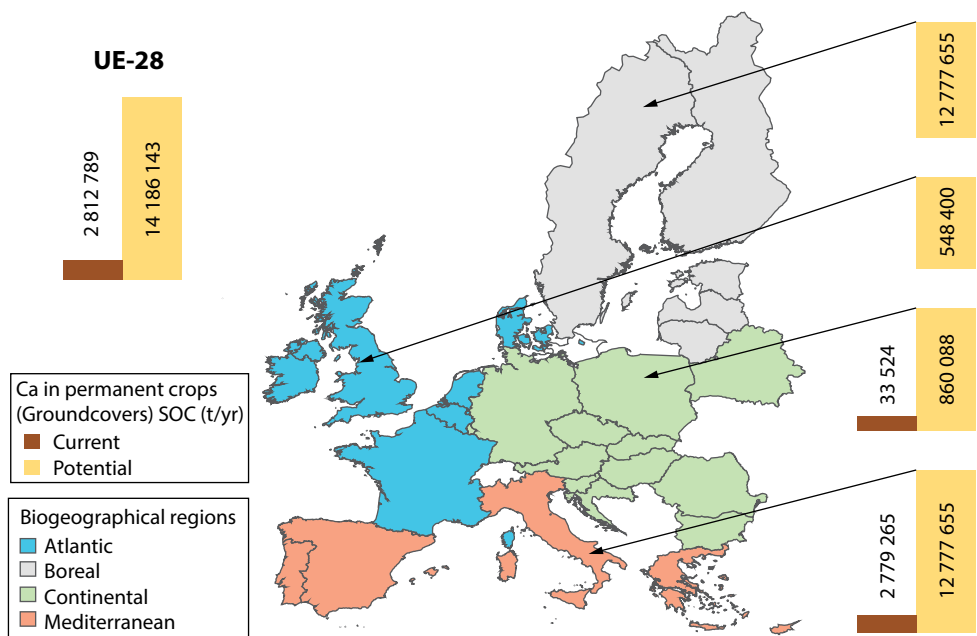 UE-28
2 812 789
14 186 143
12 777 655
548 400
33 524
860 088
2 779 265
12 777 655
Ca in permanent crops
(Groundcovers) SOC (t/yr)
Current
Potential
Biogeographical regions
Atlantic
Boreal
Continental
Mediterranean